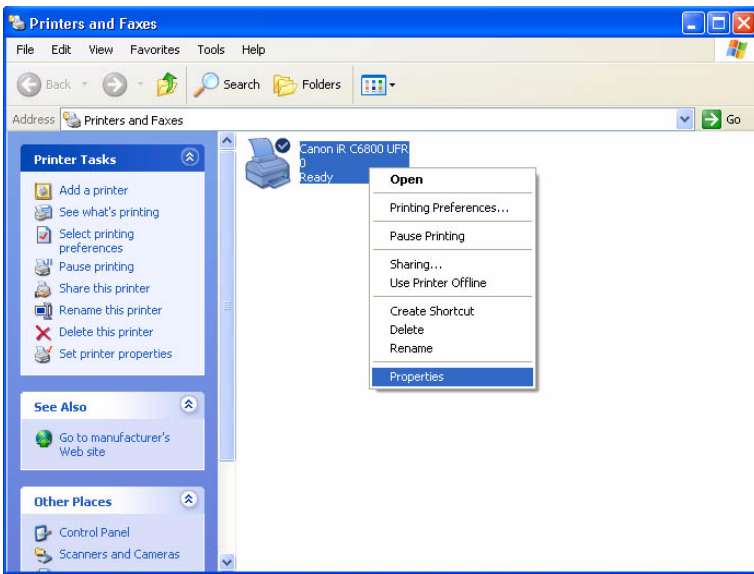 Printers and Faxes
File Edit View Favorites Tools Help
Back Search Folders
Address Printers and Faxes Go
Printer Tasks
Add a printer
See what's printing
Select printing
preferences
Pause printing
Share this printer
Rename this printer
Delete this printer
Set printer properties
See Also
Go to manufacturer's
Web site
Other Places
Control Panel
Scanners and Cameras
Canon iR C6800 UFR
0
Ready
Open
Printing Preferences...
Pause Printing
Sharing...
Use Printer Offline
Create Shortcut
Delete
Rename
Properties